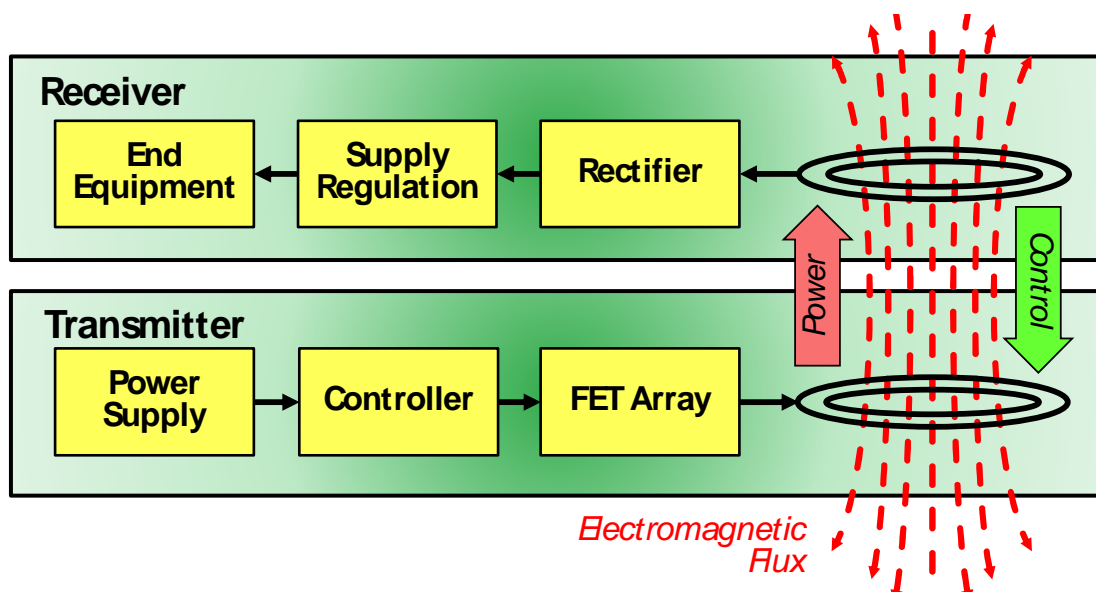 Receiver
End
Equipment
Supply
Regulation
Rectifier
Power
Control
Transmitter
Power
Supply
Controller
FET Array
Electromagnetic
Flux